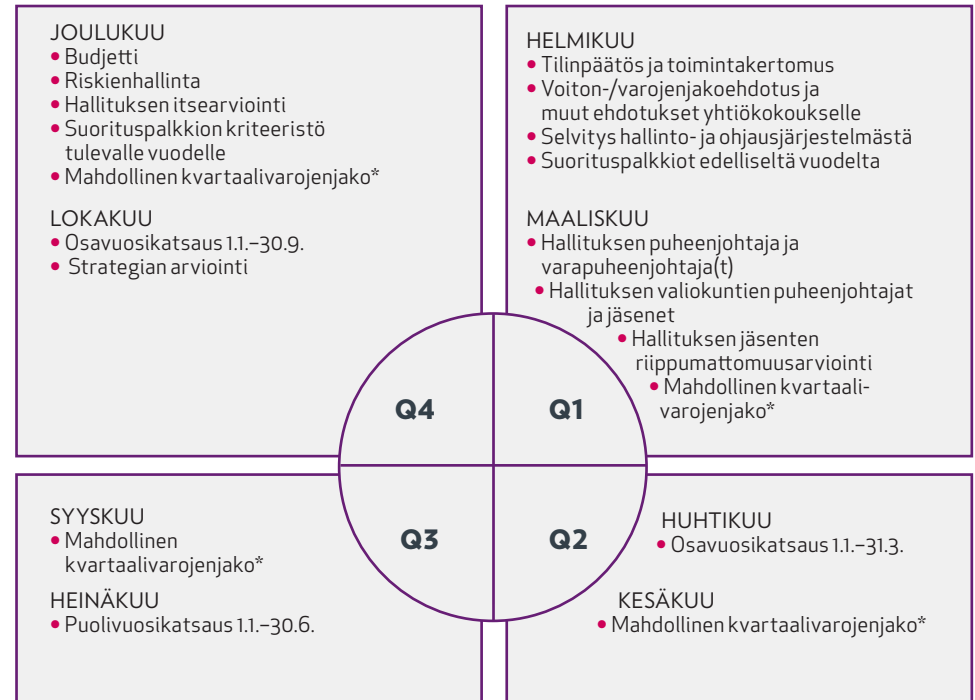 JOULUKUU
• Budjetti
• Riskienhallinta
• Hallituksen itsearviointi
• Suorituspalkkion kriteeristö
tulevalle vuodelle
• Mahdollinen kvartaalivarojenjako*
LOKAKUU
• Osavuosikatsaus 1.1.–30.9.
• Strategian arviointi
HELMIKUU
• Tilinpäätös ja toimintakertomus
• Voiton-/varojenjakoehdotus ja
muut ehdotukset yhtiökokoukselle
• Selvitys hallinto- ja ohjausjärjestelmästä
• Suorituspalkkiot edelliseltä vuodelta
MAALISKUU
• Hallituksen puheenjohtaja ja
varapuheenjohtaja(t)
• Hallituksen valiokuntien puheenjohtajat
ja jäsenet
• Hallituksen jäsenten
riippumattomuusarviointi
• Mahdollinen kvartaali-
varojenjako*
Q4
Q1
Q3
Q2
SYYSKUU
• Mahdollinen
kvartaalivarojenjako*
HEINÄKUU
• Puolivuosikatsaus 1.1.–30.6.
HUHTIKUU
• Osavuosikatsaus 1.1.–31.3.
KESÄKUU
• Mahdollinen kvartaalivarojenjako*